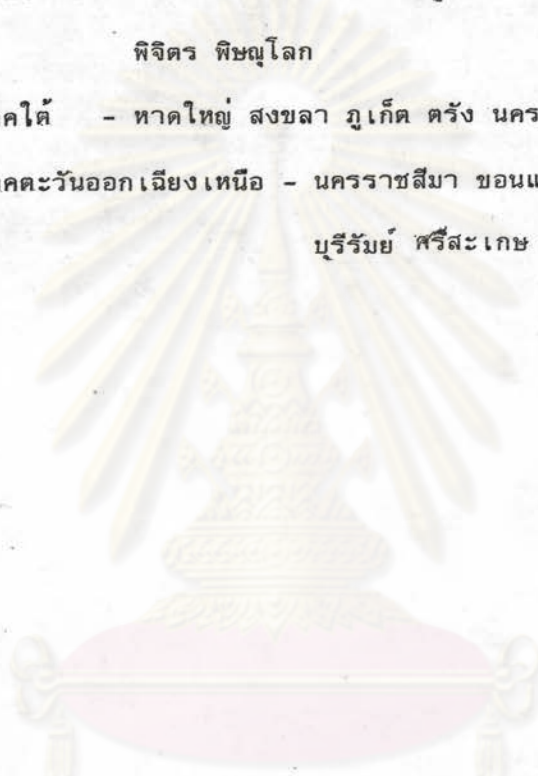 พิจิตร พิษณุโลก
คใต้ - หาดใหญ่ สงขลา ภูเก็ต ตรัง นคร
คตะวันออกเฉียงเหนือ - นครราชสีมา ขอนแ
บุรีรัมย์ ศรีสะเกษ